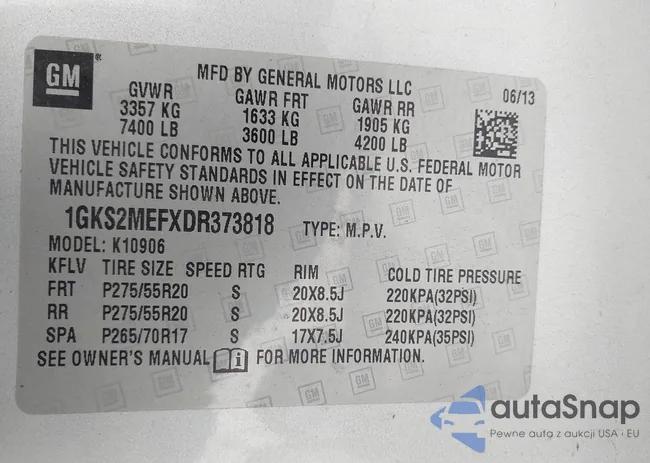 GM
®
MFD BY GENERAL MOTORS LLC
06/13
GVWR GAWR FRT GAWR RR
3357 KG 1633 KG 1905 KG
7400 LB 3600 LB 4200 LB
THIS VEHICLE CONFORMS TO ALL APPLICABLE U.S. FEDERAL MOTOR
VEHICLE SAFETY STANDARDS IN EFFECT ON THE DATE OF
MANUFACTURE SHOWN ABOVE.
1GKS2MEFXDR373818 TYPE: M.P.V.
MODEL: K10906
KFLV TIRE SIZE SPEED RTG RIM COLD TIRE PRESSURE
FRT P275/55R20 S 20X8.5J 220KPA(32PSI)
RR P275/55R20 S 20X8.5J 220KPA(32PSI)
SPA P265/70R17 S 17X7.5J 240KPA(35PSI)
SEE OWNER'S MANUAL FOR MORE INFORMATION.
autaSnap
Pewne auta z aukcji USA · EU